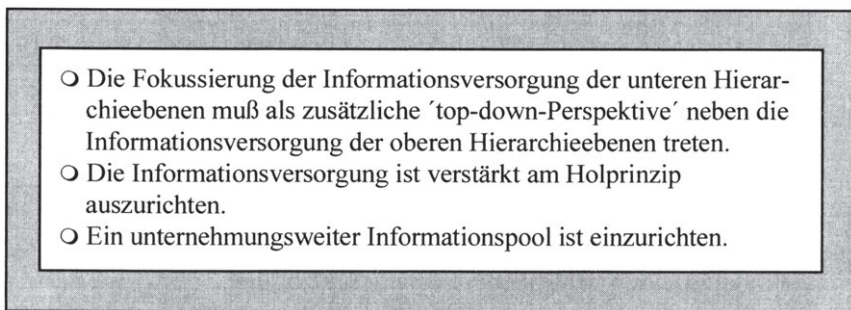 ❍ Die Fokussierung der Informationsversorgung der unteren Hierar-
chieebenen muß als zusätzliche ´top-down-Perspektive´ neben die
Informationsversorgung der oberen Hierarchieebenen treten.
❍ Die Informationsversorgung ist verstärkt am Holprinzip
auszurichten.
❍ Ein unternehmungsweiter Informationspool ist einzurichten.